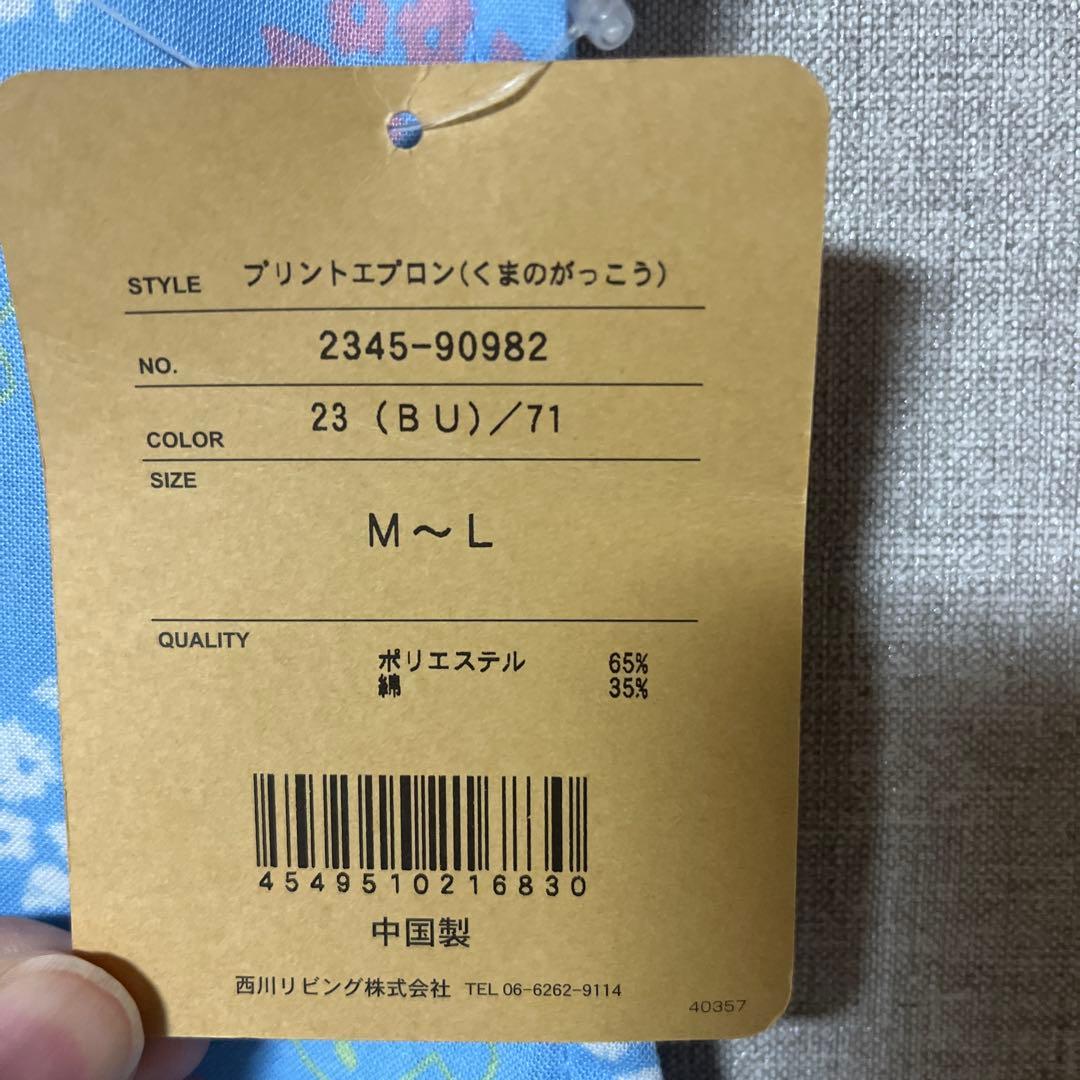 STYLE プリントエプロン(くまのがっこう)
NO. 2345-90982
COLOR 23 (BU)/71
SIZE
M～L
QUALITY
ポリエステル 65%
綿 35%
4549510216830
中国製
西川リビング株式会社 TEL 06-6262-9114
40357